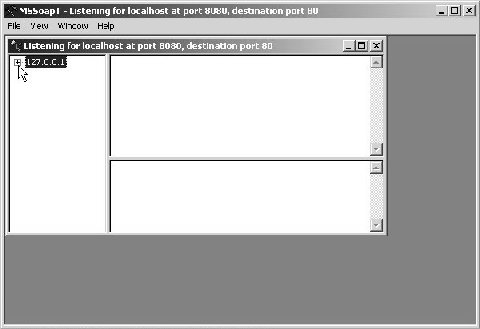 MSSoapT - Listening for localhost at port 8080, destination port 80
File View Window Help
Listening for localhost at port 8080, destination port 80
127.0.0.1